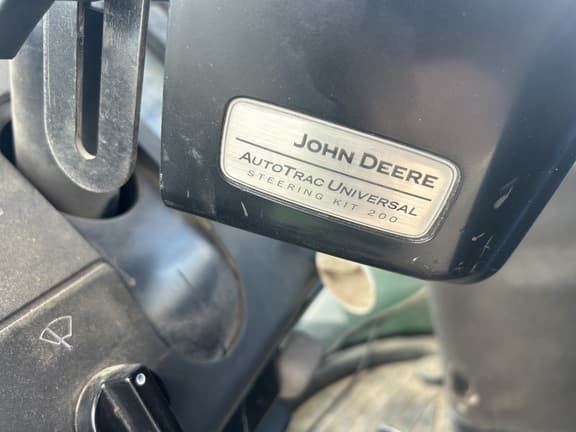 JOHN DEERE
AUTOTRAC UNIVERSAL
STEERING KIT 200